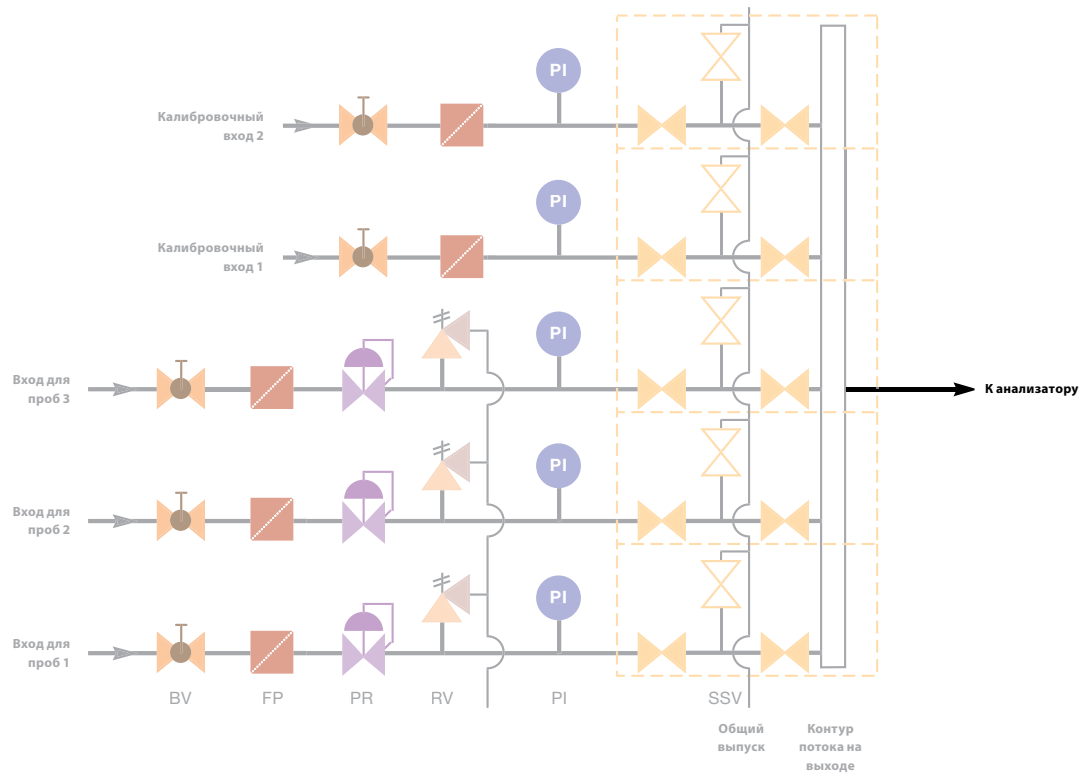 PI
Калибровочный
вход 2
PI
Калибровочный
вход 1
PI
Вход для
проб 3
К анализатору
PI
Вход для
проб 2
PI
Вход для
проб 1
BV
FP
PR
RV
PI
SSV
Общий
выпуск
Контур
потока на
выходе